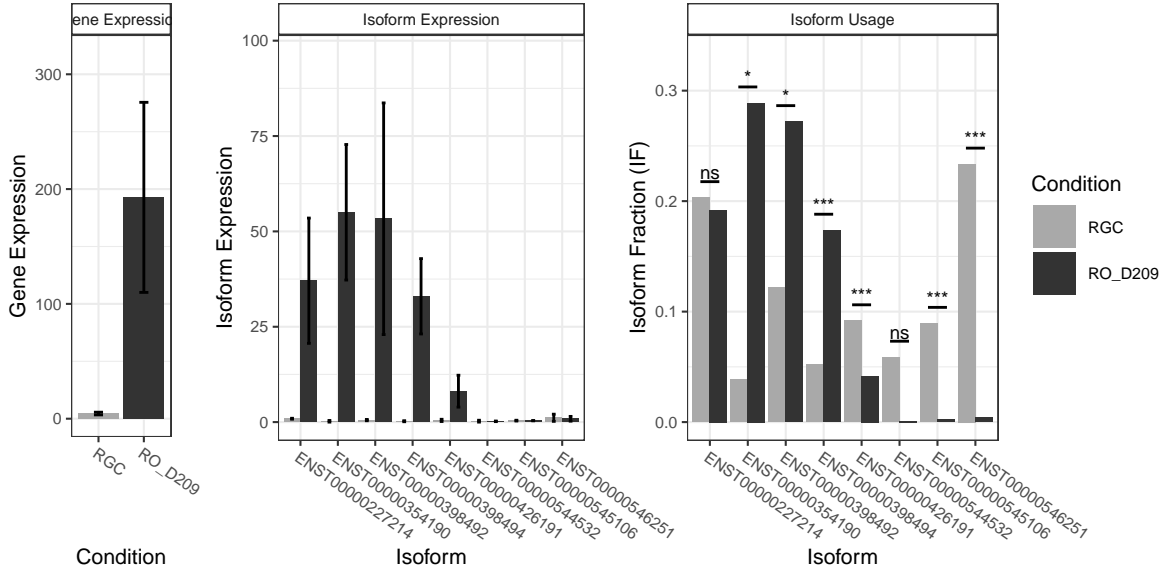 ene Expressio
Isoform Expression
Isoform Usage
Gene Expression
300
200
100
0
RGC
RO_D209
Condition
Isoform Expression
100
75
50
25
0
ENST00000227214
ENST00000354190
ENST00000398492
ENST00000398494
ENST00000426191
ENST00000544532
ENST00000545106
ENST00000546251
Isoform
Isoform Fraction (IF)
0.3
0.2
0.1
0.0
ns
*
*
***
***
ns
***
***
ENST00000227214
ENST00000354190
ENST00000398492
ENST00000398494
ENST00000426191
ENST00000544532
ENST00000545106
ENST00000546251
Isoform
Condition
RGC
RO_D209